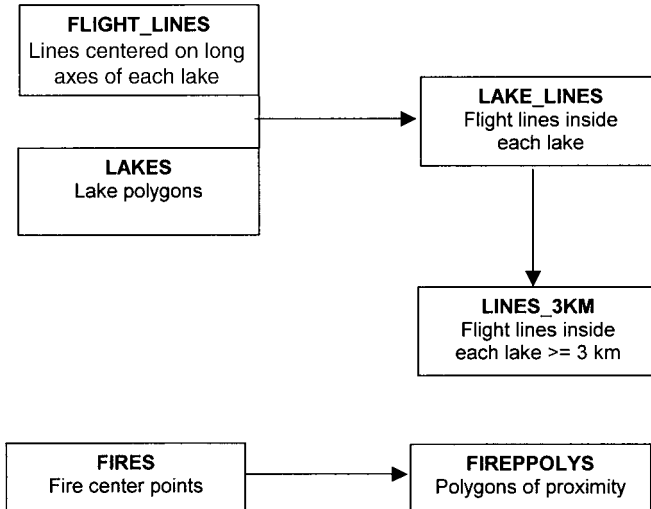 FLIGHT_LINES
Lines centered on long
axes of each lake
LAKES
Lake polygons
LAKE_LINES
Flight lines inside
each lake
LINES_3KM
Flight lines inside
each lake >= 3 km
FIRES
Fire center points
FIREPPOLYS
Polygons of proximity